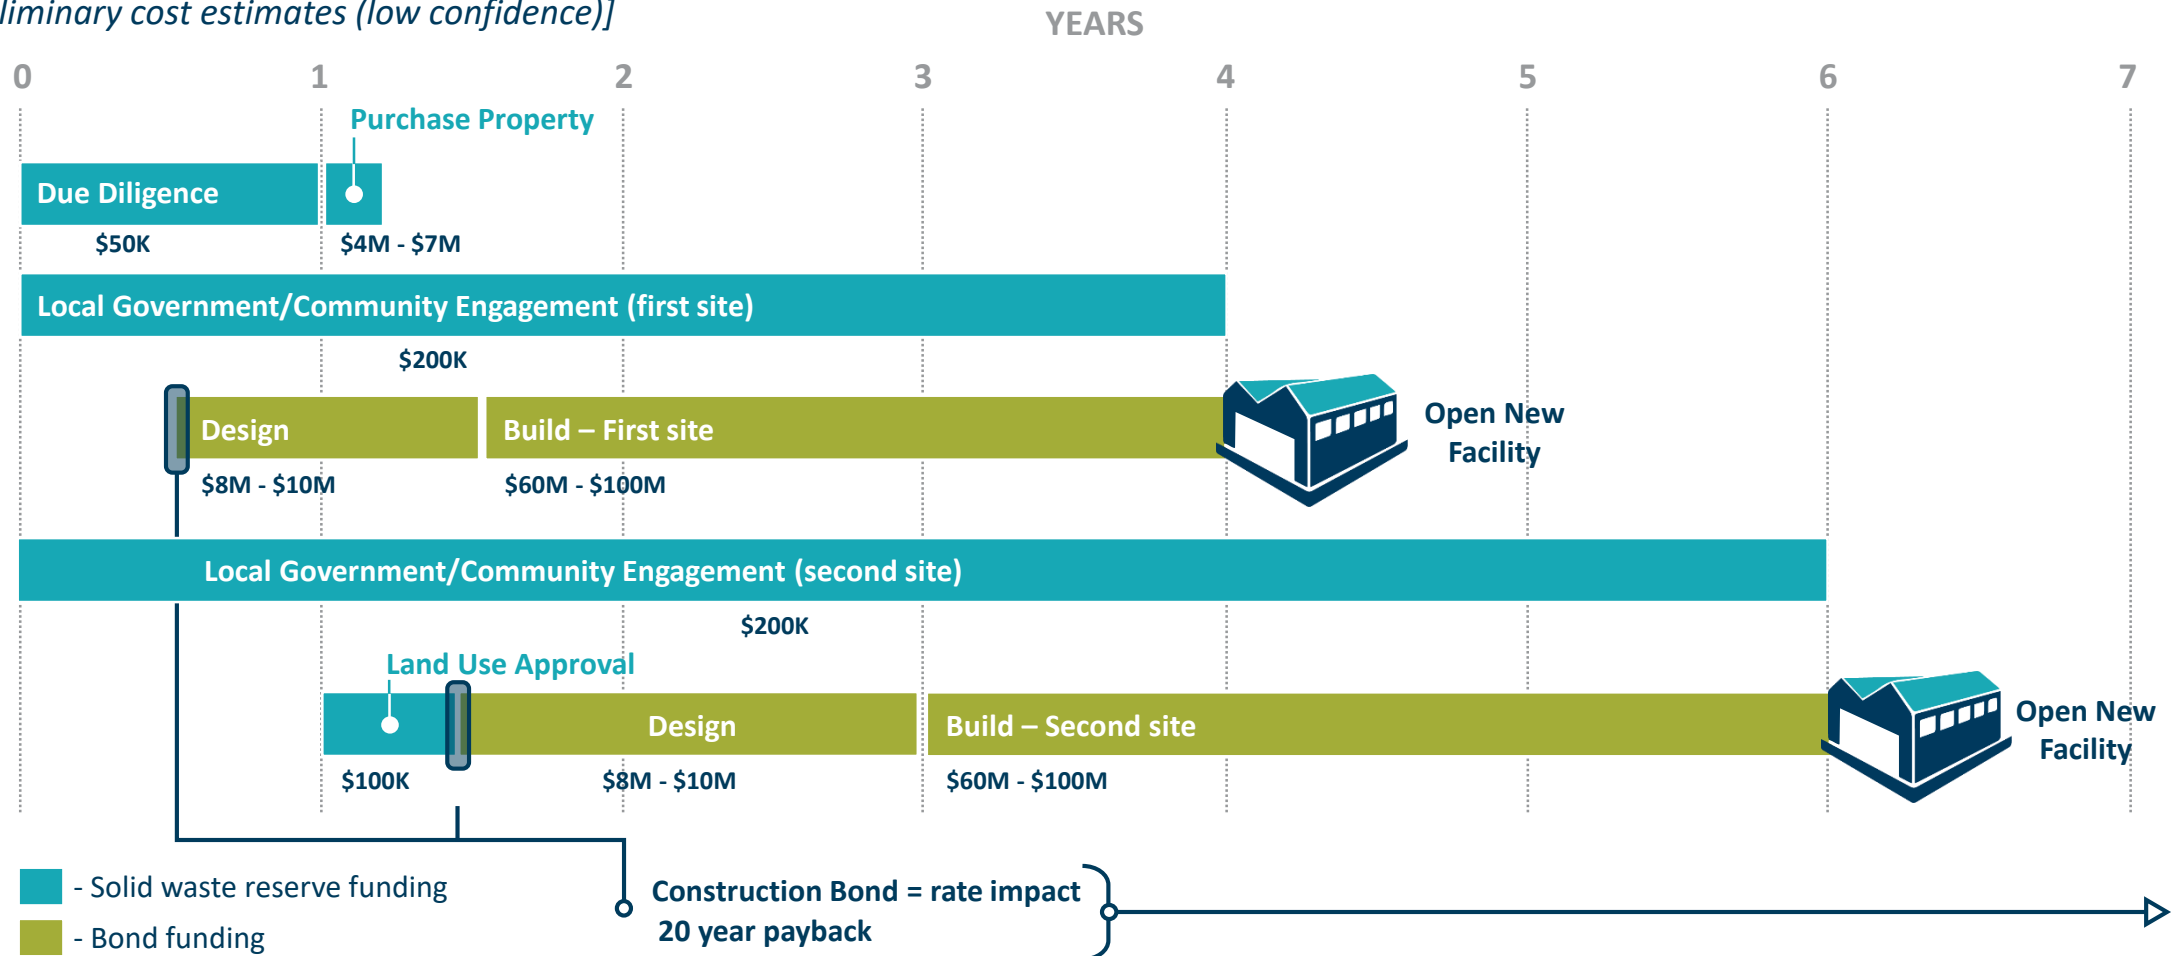 cost estimates (low confidence)]
YEARS
0 1 2 3 4 5 6 7
Purchase Property
Due Diligence
$50K
$4M - $7M
Local Government/Community Engagement (first site)
$200K
Design
Build – First site
Open New
Facility
$8M - $10M
$60M - $100M
Local Government/Community Engagement (second site)
$200K
Land Use Approval
Design
Build – Second site
Open New
Facility
$100K
$8M - $10M
$60M - $100M
- Solid waste reserve funding
- Bond funding
Construction Bond = rate impact
20 year payback